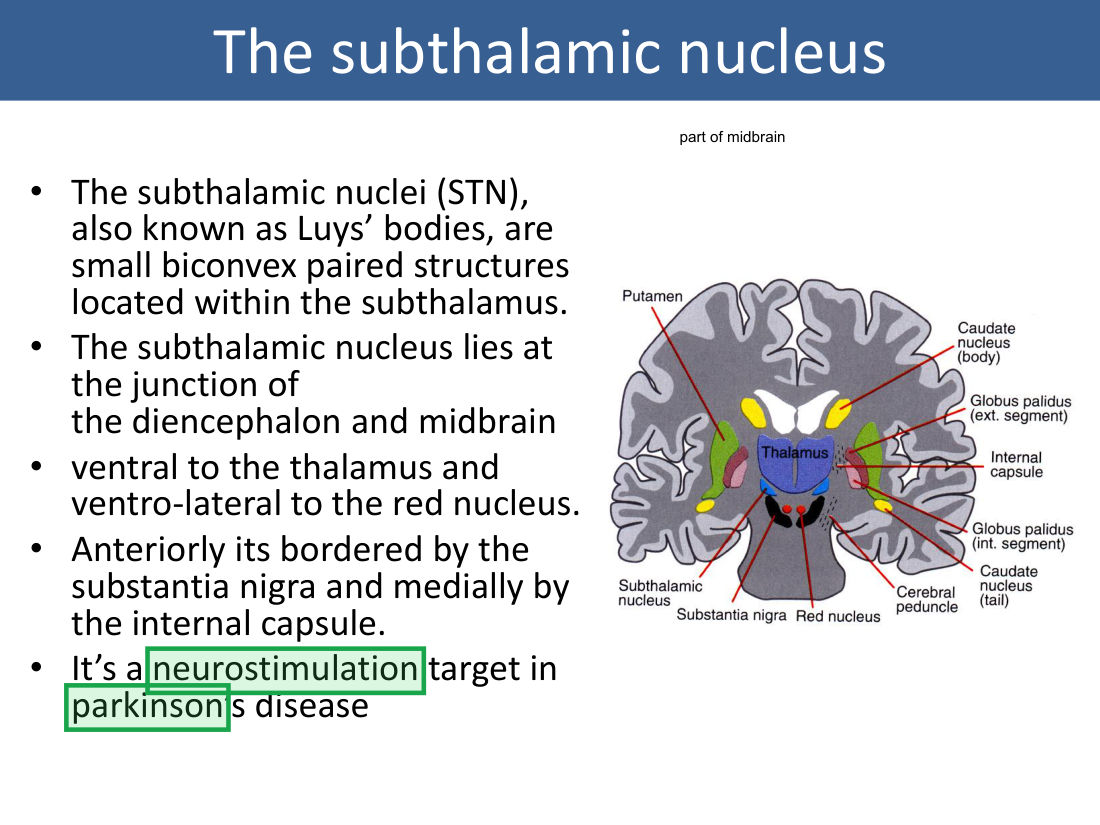 The subthalamic nucleus
part of midbrain
• The subthalamic nuclei (STN),
also known as Luys’ bodies, are
small biconvex paired structures
located within the subthalamus.
• The subthalamic nucleus lies at
the junction of
the diencephalon and midbrain
• ventral to the thalamus and
ventro-lateral to the red nucleus.
• Anteriorly its bordered by the
substantia nigra and medially by
the internal capsule.
• It’s a neurostimulation target in
parkinson’s disease
Putamen
Caudate
nucleus
(body)
Globus palidus
(ext. segment)
Thalamus
Internal
capsule
Globus palidus
(int. segment)
Caudate
nucleus
(tail)
Cerebral
peduncle
Subthalamic
nucleus
Substantia nigra
Red nucleus